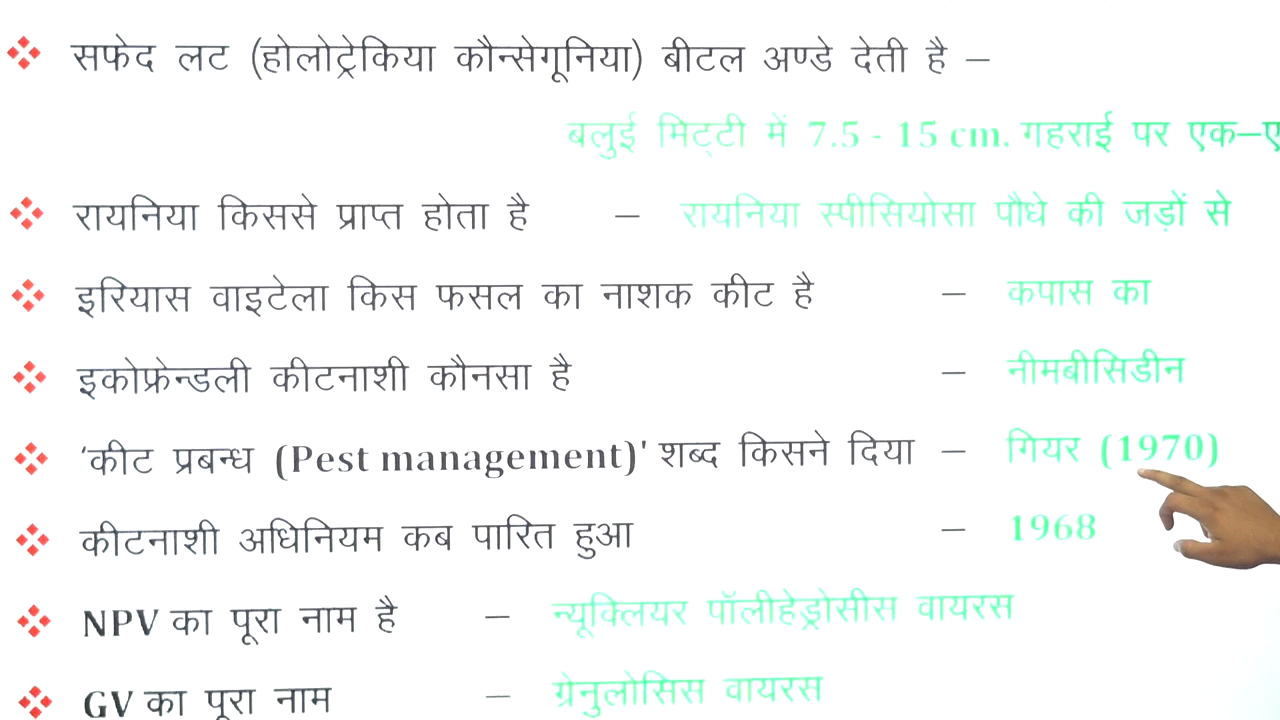 सफेद लट (होलोट्रेकिया कौन्सेगूनिया) बीटल अण्डे देती है –
बलुई मिट्टी में 7.5 - 15 cm. गहराई पर एक–ए
रायनिया किससे प्राप्त होता है – रायनिया स्पीसियोसा पौधे की जड़ों से
इरियास वाइटेला किस फसल का नाशक कीट है – कपास का
इकोफ्रेन्डली कीटनाशी कौनसा है – नीमबीसिडीन
'कीट प्रबन्ध (Pest management)' शब्द किसने दिया – गियर (1970)
कीटनाशी अधिनियम कब पारित हुआ – 1968
NPV का पूरा नाम है – न्यूक्लियर पॉलीहेड्रोसीस वायरस
GV का पूरा नाम – ग्रेनुलोसिस वायरस